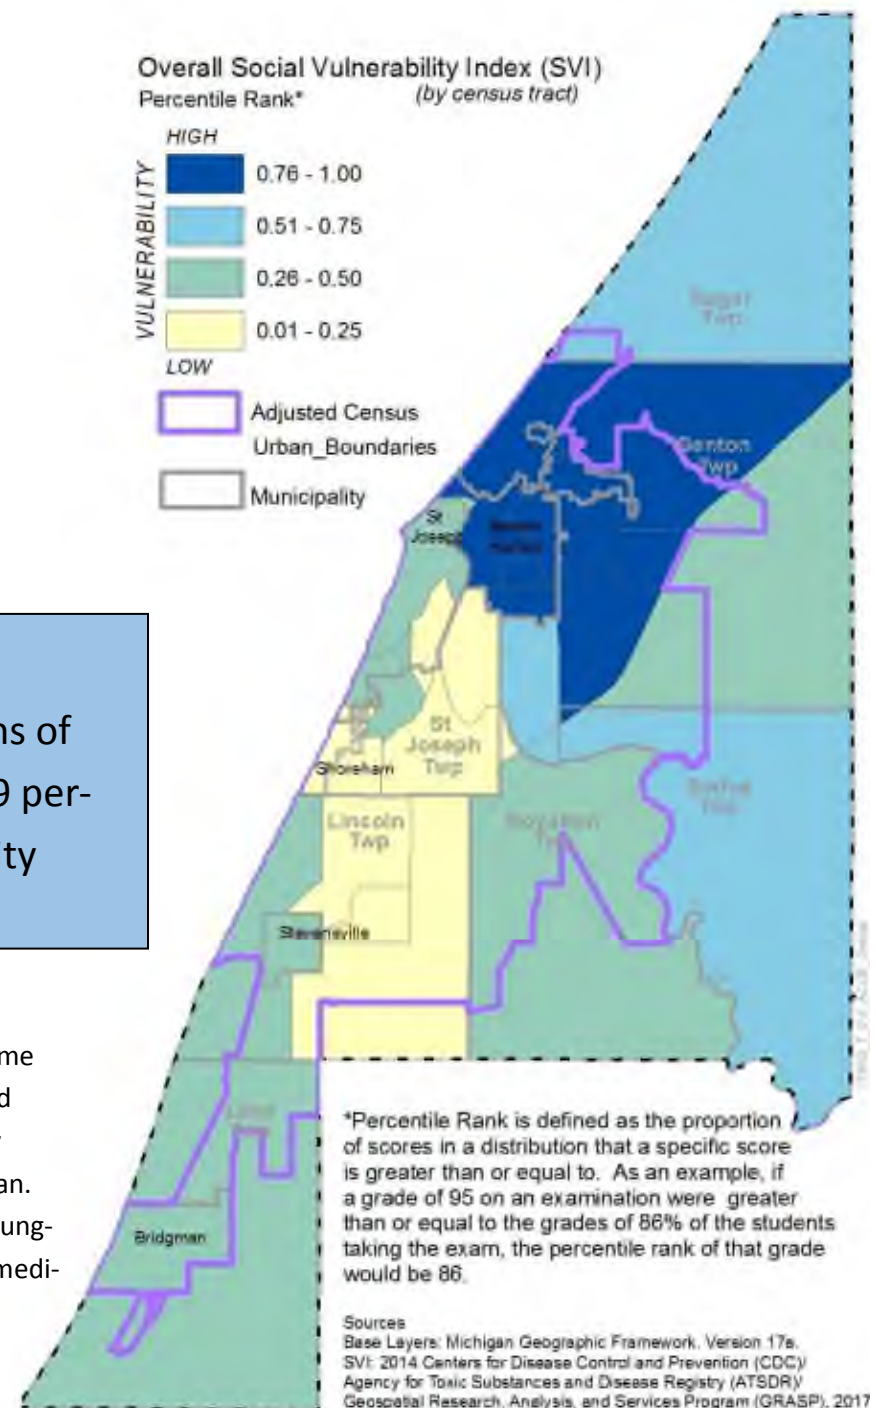 Overall Social Vulnerability Index (SVI)
Percentile Rank*
(by census tract)
HIGH
VULNERABILITY
0.76 - 1.00
0.51 - 0.75
0.26 - 0.50
0.01 - 0.25
LOW
Adjusted Census
Urban_Boundaries
Municipality
Twp
Benton
Twp
St
Joseph
St
Joseph
Twp
Shoreham
Lincoln
Twp
Stevensville
Bridgman
ns of
9 per-
ty
me
d
an.
ung-
medi-
*Percentile Rank is defined as the proportion
of scores in a distribution that a specific score
is greater than or equal to. As an example, if
a grade of 95 on an examination were greater
than or equal to the grades of 86% of the students
taking the exam, the percentile rank of that grade
would be 86.
Sources
Base Layers: Michigan Geographic Framework, Version 17a.
SVI: 2014 Centers for Disease Control and Prevention (CDC)/
Agency for Toxic Substances and Disease Registry (ATSDR)/
Geospatial Research, Analysis, and Services Program (GRASP), 2017